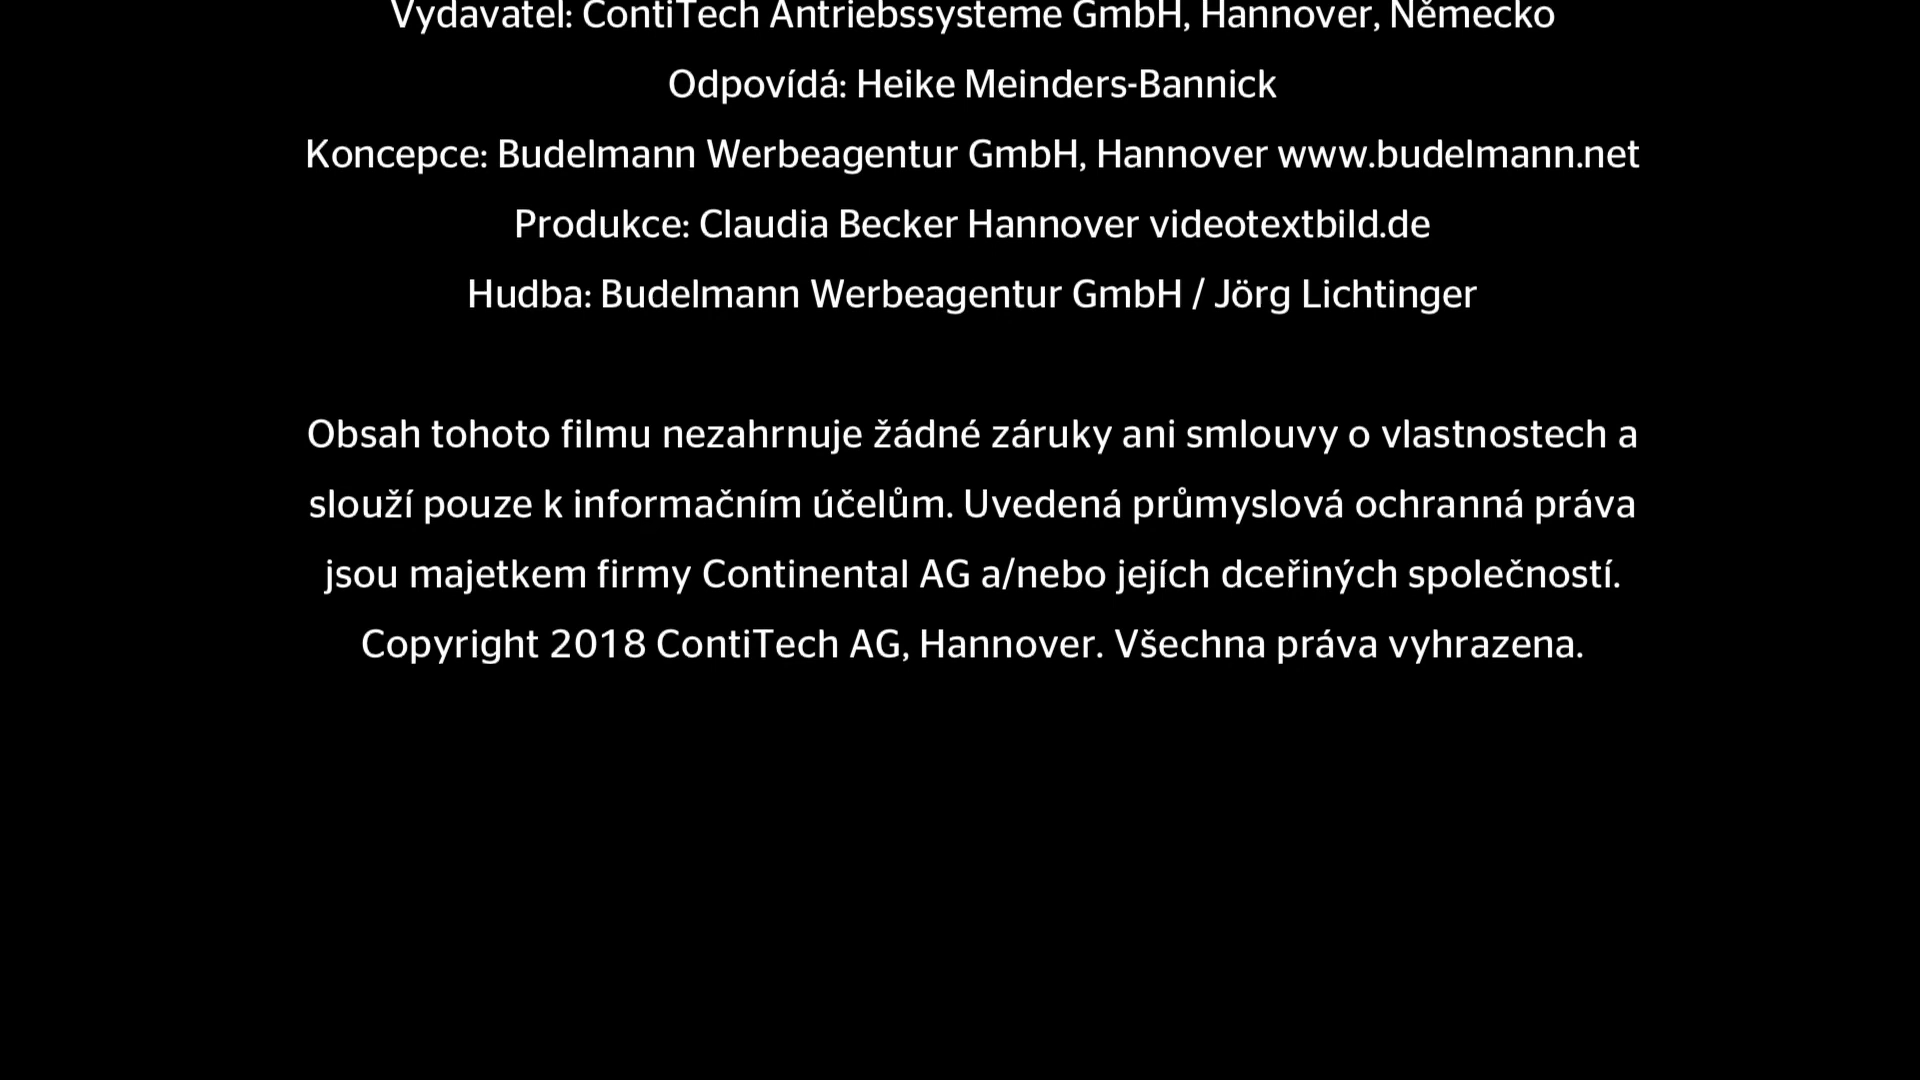 Vydavatel: ContiTech Antriebssysteme GmbH, Hannover, Německo
Odpovídá: Heike Meinders-Bannick
Koncepce: Budelmann Werbeagentur GmbH, Hannover www.budelmann.net
Produkce: Claudia Becker Hannover videotextbild.de
Hudba: Budelmann Werbeagentur GmbH / Jörg Lichtinger
Obsah tohoto filmu nezahrnuje žádné záruky ani smlouvy o vlastnostech a
slouží pouze k informačním účelům. Uvedená průmyslová ochranná práva
jsou majetkem firmy Continental AG a/nebo jejích dceřiných společností.
Copyright 2018 ContiTech AG, Hannover. Všechna práva vyhrazena.